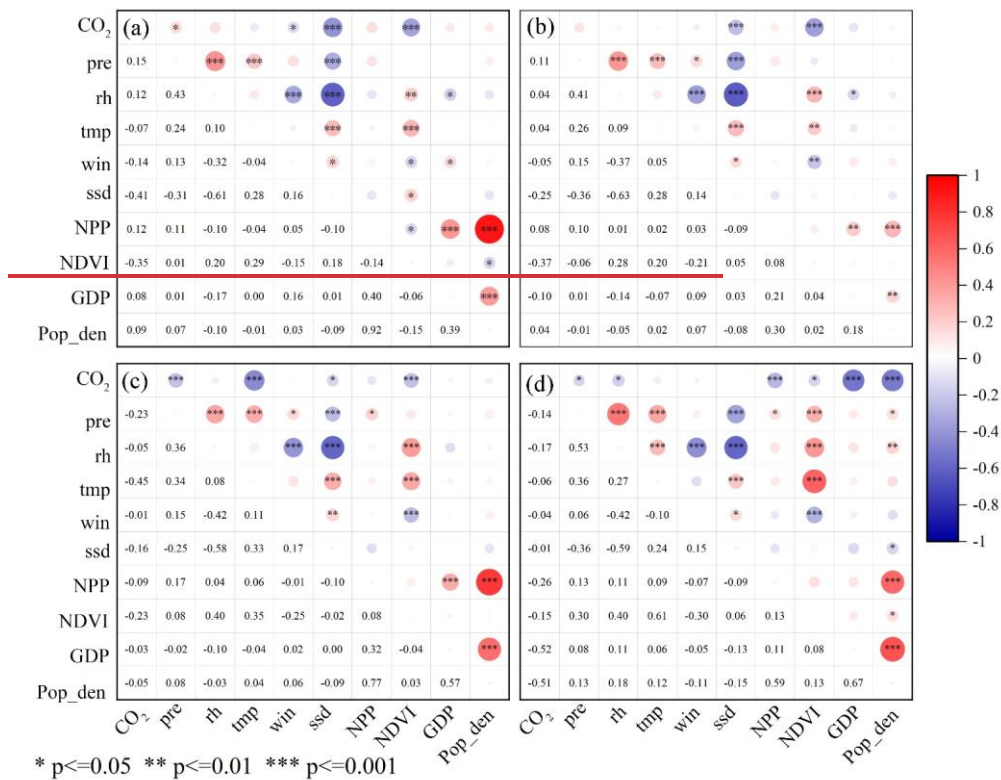 CO2 (a) * * *** *** (b) *** ***
pre 0.15 *** *** *** 0.11 *** *** * ***
rh 0.12 0.43 *** *** ** * 0.04 0.41 *** *** *** *
tmp -0.07 0.24 0.10 *** *** 0.04 0.26 0.09 *** **
win -0.14 0.13 -0.32 -0.04 * * * -0.05 0.15 -0.37 0.05 * **
ssd -0.41 -0.31 -0.61 0.28 0.16 * -0.25 -0.36 -0.63 0.28 0.14
NPP 0.12 0.11 -0.10 -0.04 0.05 -0.10 * *** *** 0.08 0.10 0.01 0.02 0.03 -0.09 ** ***
NDVI -0.35 0.01 0.20 0.29 -0.15 0.18 -0.14 * -0.37 -0.06 0.28 0.20 -0.21 0.05 0.08
GDP 0.08 0.01 -0.17 0.00 0.16 0.01 0.40 -0.06 *** -0.10 0.01 -0.14 -0.07 0.09 0.03 0.21 0.04 **
Pop_den 0.09 0.07 -0.10 -0.01 0.03 -0.09 0.92 -0.15 0.39 0.04 -0.01 -0.05 0.02 0.07 -0.08 0.30 0.02 0.18
CO2 (c) *** *** * *** (d) * * *** * *** ***
pre -0.23 *** *** * *** * -0.14 *** *** *** * *** *
rh -0.05 0.36 *** *** *** -0.17 0.53 *** *** *** *** **
tmp -0.45 0.34 0.08 *** *** -0.06 0.36 0.27 *** ***
win -0.01 0.15 -0.42 0.11 ** *** -0.04 0.06 -0.42 -0.10 * ***
ssd -0.16 -0.25 -0.58 0.33 0.17 -0.01 -0.36 -0.59 0.24 0.15 *
NPP -0.09 0.17 0.04 0.06 -0.01 -0.10 *** *** -0.26 0.13 0.11 0.09 -0.07 -0.09 ***
NDVI -0.23 0.08 0.40 0.35 -0.25 -0.02 0.08 -0.15 0.30 0.40 0.61 -0.30 0.06 0.13 *
GDP -0.03 -0.02 -0.10 -0.04 0.02 0.00 0.32 -0.04 *** -0.52 0.08 0.11 0.06 -0.05 -0.13 0.11 0.08 ***
Pop_den -0.05 0.08 -0.03 0.04 0.06 -0.09 0.77 0.03 0.57 -0.51 0.13 0.18 0.12 -0.11 -0.15 0.59 0.13 0.67
CO2 pre rh tmp win ssd NPP NDVI GDP Pop_den CO2 pre rh tmp win ssd NPP NDVI GDP Pop_den
* p<=0.05 ** p<=0.01 *** p<=0.001
1
0.8
0.6
0.4
0.2
0
-0.2
-0.4
-0.6
-0.8
-1